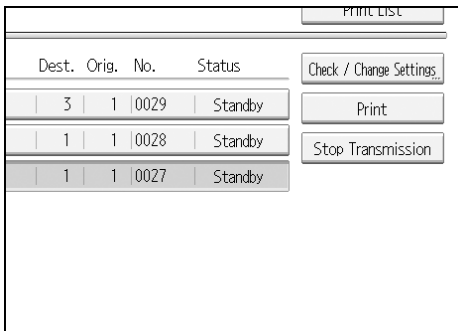 Print List
Dest. Orig. No. Status
Check / Change Settings
3 1 0029 Standby
Print
1 1 0028 Standby
Stop Transmission
1 1 0027 Standby